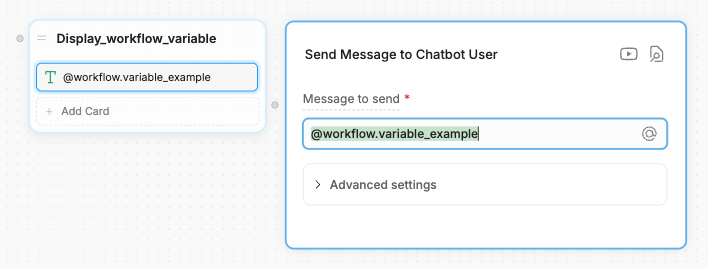 Display_workflow_variable
@workflow.variable_example
+ Add Card
Send Message to Chatbot User
Message to send *
@workflow.variable_example
Advanced settings